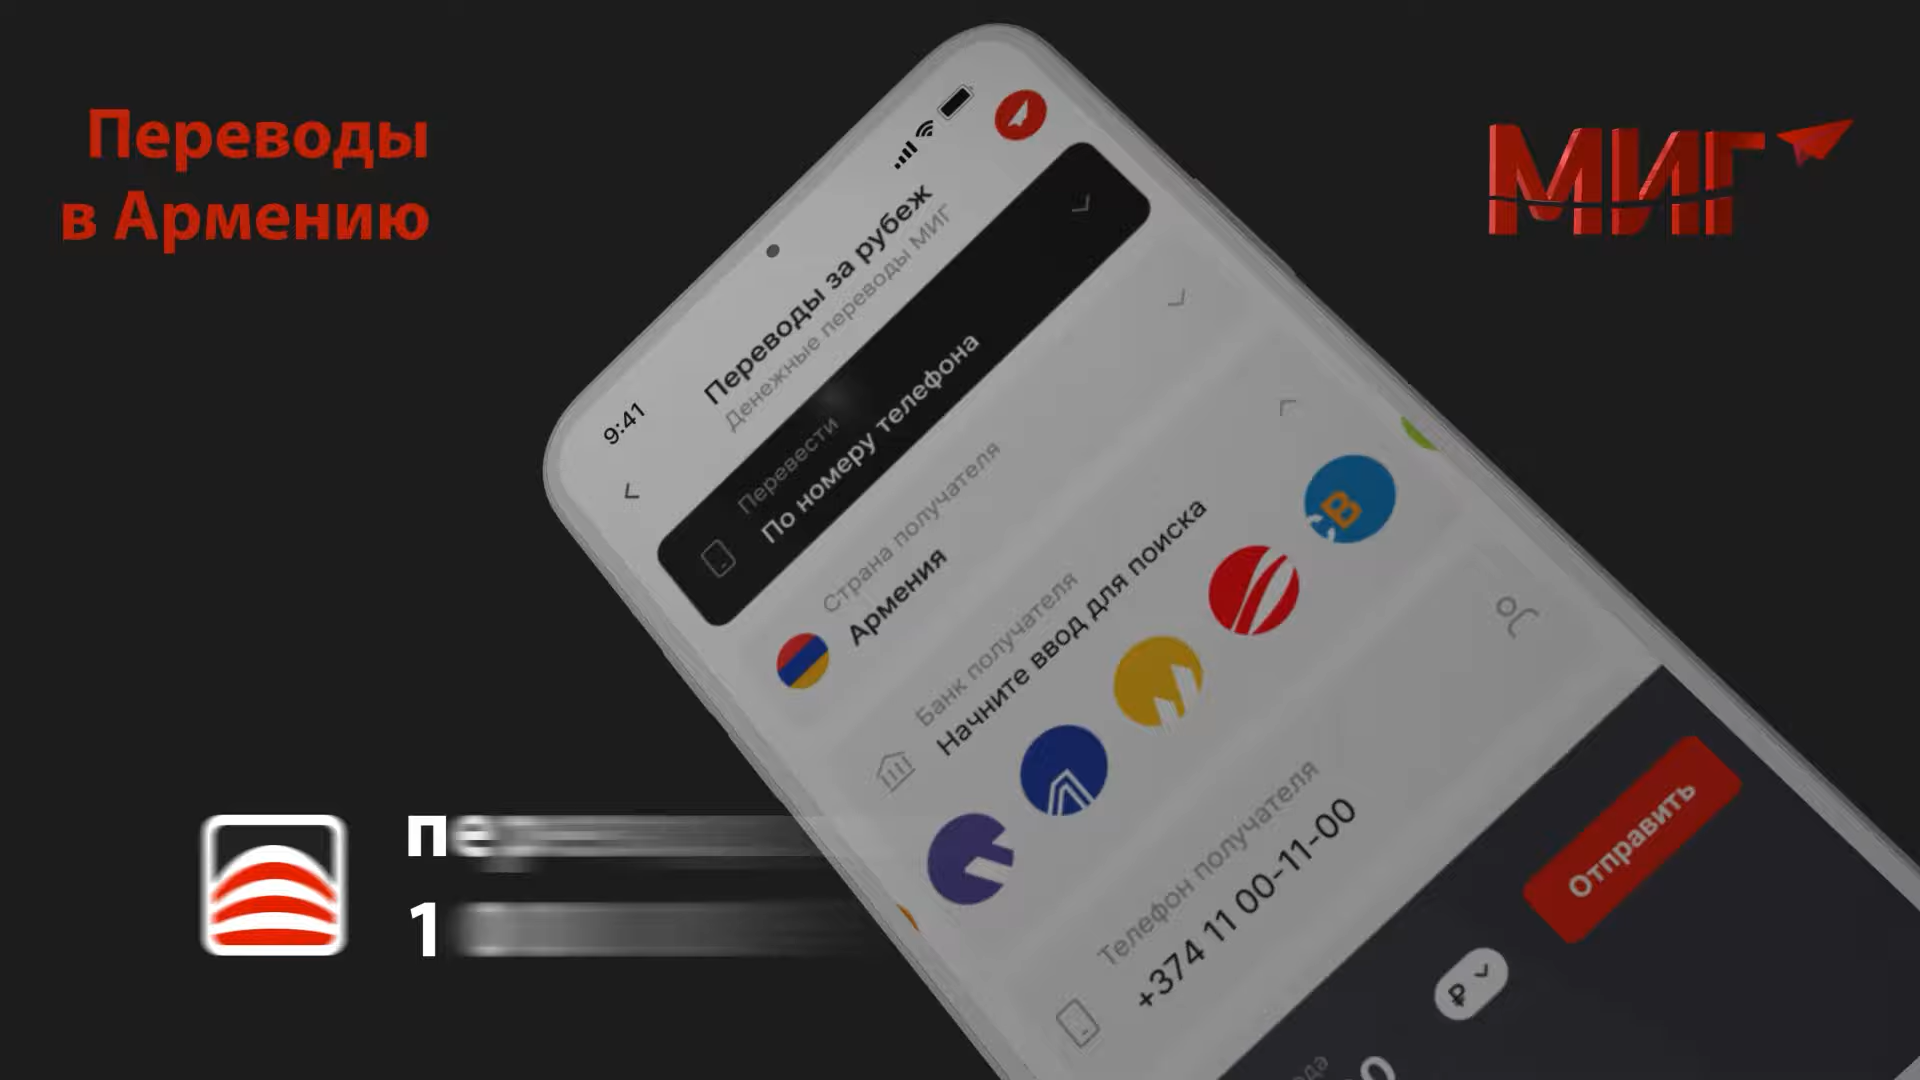 Переводы
в Армению
МИГ
9:41
Переводы за рубеж
Денежные переводы МИГ
Перевести
По номеру телефона
Страна получателя
Армения
Банк получателя
Начните ввод для поиска
Телефон получателя
+374 11 00-11-00
Отправить
₽